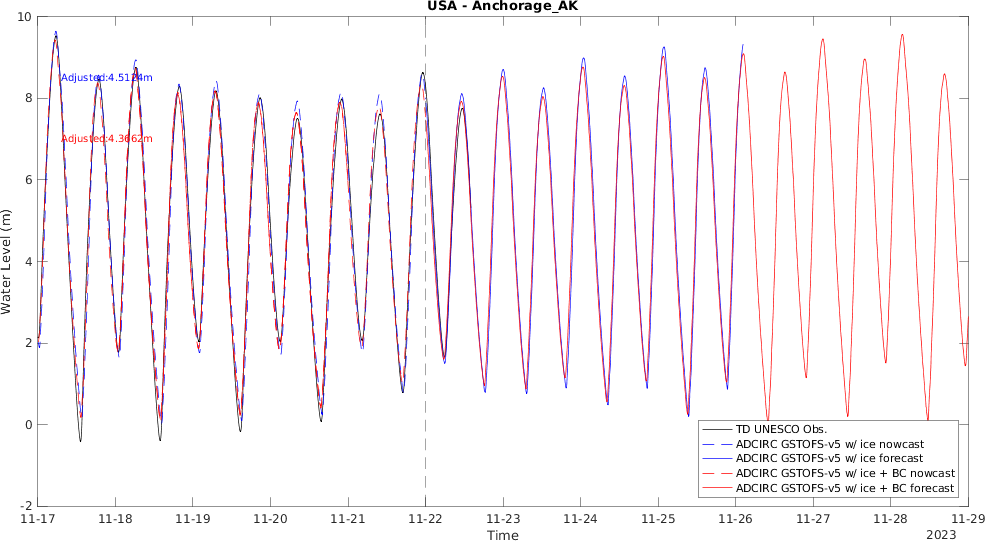 USA - Anchorage_AK
10
8
6
4
2
0
-2
Water Level (m)
Adjusted:4.5124m
Adjusted:4.3662m
TD UNESCO Obs.
ADCIRC GSTOFS-v5 w/ ice nowcast
ADCIRC GSTOFS-v5 w/ ice forecast
ADCIRC GSTOFS-v5 w/ ice + BC nowcast
ADCIRC GSTOFS-v5 w/ ice + BC forecast
11-17 11-18 11-19 11-20 11-21 11-22 11-23 11-24 11-25 11-26 11-27 11-28 11-29
Time
2023